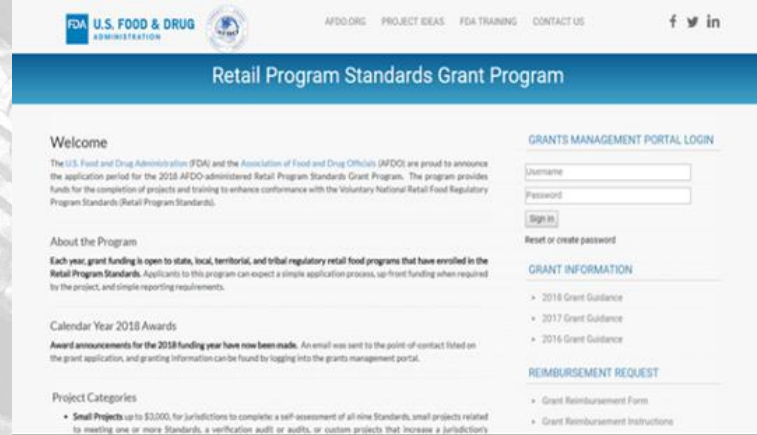 FDA U.S. FOOD & DRUG
ADMINISTRATION
AFDO.ORG PROJECT IDEAS FDA TRAINING CONTACT US
Retail Program Standards Grant Program
Welcome
The U.S. Food and Drug Administration (FDA) and the Association of Food and Drug Officials (AFDO) are proud to announce
the application period for the 2018 AFDO-administered Retail Program Standards Grant Program. The program provides
funds for the completion of projects and training to enhance conformance with the Voluntary National Retail Food Regulatory
Program Standards (Retail Program Standards).
About the Program
Each year, grant funding is open to state, local, territorial, and tribal regulatory retail food programs that have enrolled in the
Retail Program Standards. Applicants to this program can expect a simple application process, up-front funding when required
by the project, and simple reporting requirements.
Calendar Year 2018 Awards
Award announcements for the 2018 funding year have now been made. An email was sent to the point-of-contact listed on
the grant application, and granting information can be found by logging into the grants management portal.
Project Categories
• Small Projects up to $3,000, for jurisdictions to complete: a self-assessment of all nine Standards, small projects related
to meeting one or more Standards, a verification audit or audits, or custom projects that increase a jurisdiction's
GRANTS MANAGEMENT PORTAL LOGIN
Username
Password
Sign in
Reset or create password
GRANT INFORMATION
2018 Grant Guidance
2017 Grant Guidance
2016 Grant Guidance
REIMBURSEMENT REQUEST
Grant Reimbursement Form
Grant Reimbursement Instructions